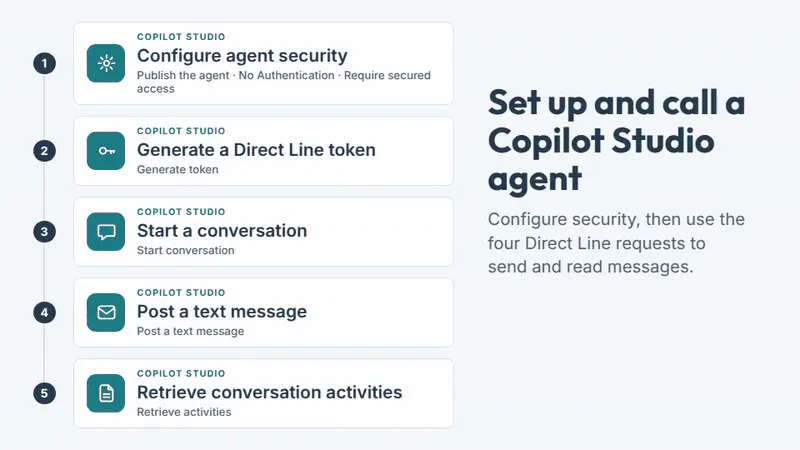 1
COPILOT STUDIO
Configure agent security
Publish the agent · No Authentication · Require secured
access
2
COPILOT STUDIO
Generate a Direct Line token
Generate token
3
COPILOT STUDIO
Start a conversation
Start conversation
4
COPILOT STUDIO
Post a text message
Post a text message
5
COPILOT STUDIO
Retrieve conversation activities
Retrieve activities
Set up and call a
Copilot Studio
agent
Configure security, then use the
four Direct Line requests to
send and read messages.